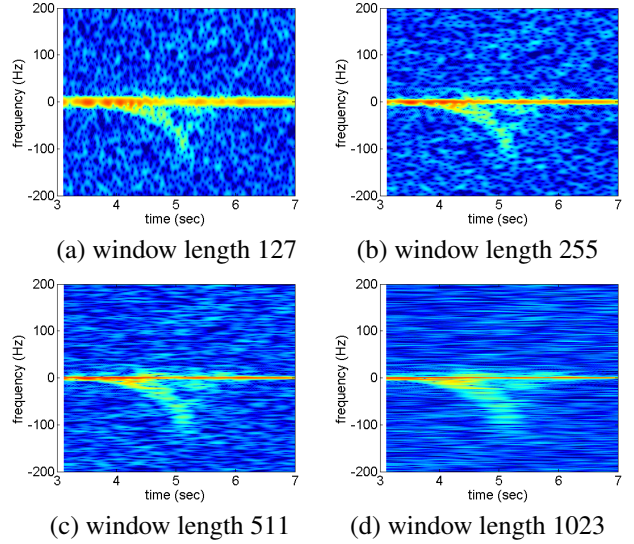 200
100
0
-100
-200
frequency (Hz)
3 4 5 6 7
time (sec)
(a) window length 127
200
100
0
-100
-200
frequency (Hz)
3 4 5 6 7
time (sec)
(b) window length 255
200
100
0
-100
-200
frequency (Hz)
3 4 5 6 7
time (sec)
(c) window length 511
200
100
0
-100
-200
frequency (Hz)
3 4 5 6 7
time (sec)
(d) window length 1023